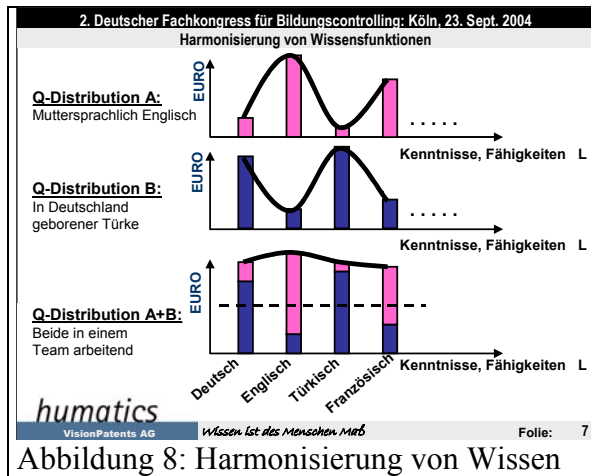 2. Deutscher Fachkongress für Bildungscontrolling: Köln, 23. Sept. 2004
Harmonisierung von Wissensfunktionen
EURO
Q-Distribution A:
Muttersprachlich Englisch
. . . . .
Kenntnisse, Fähigkeiten L
EURO
Q-Distribution B:
In Deutschland
geborener Türke
. . . . .
Kenntnisse, Fähigkeiten L
EURO
Q-Distribution A+B:
Beide in einem
Team arbeitend
Kenntnisse, Fähigkeiten L
Deutsch
Englisch
Türkisch
Französisch
humatics
VisionPatents AG
Wissen ist des Menschen Maß
Folie: 7
Abbildung 8: Harmonisierung von Wissen